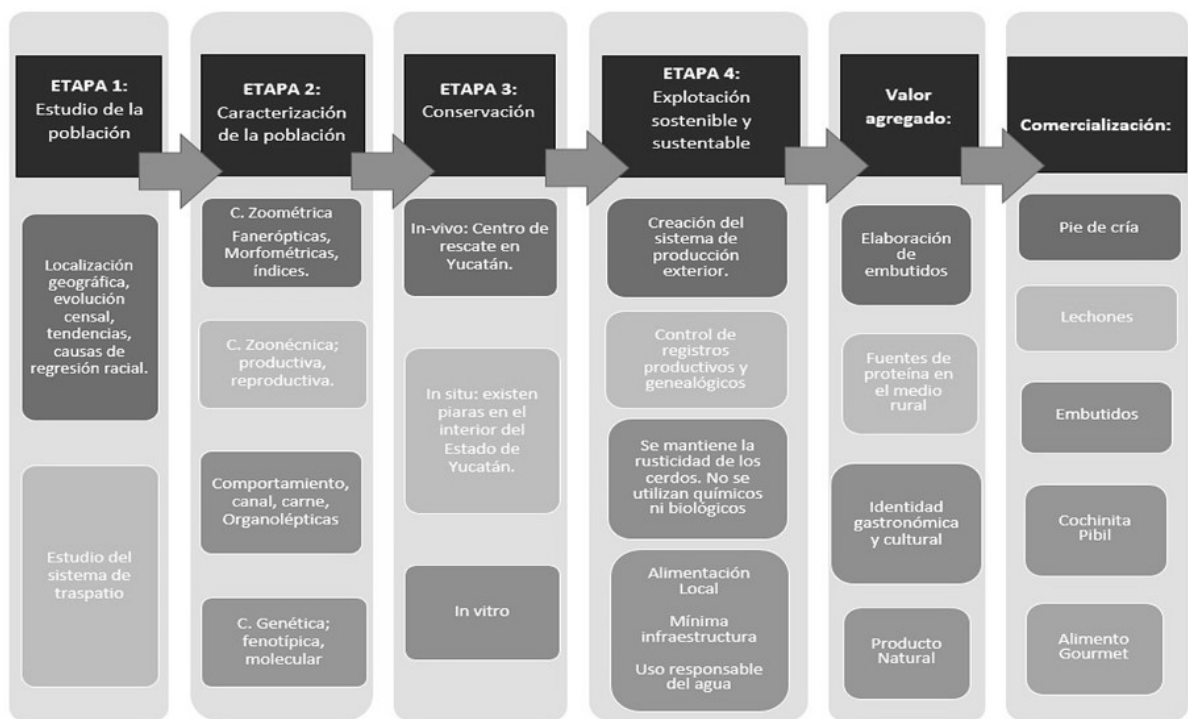 ETAPA 1:
Estudio de la
población
Localización
geográfica,
evolución
censal,
tendencias,
causas de
regresión racial.
Estudio del
sistema de
traspatio
ETAPA 2:
Caracterización
de la población
C. Zoométrica
Fanerópticas,
Morfométricas,
índices.
C. Zoonécnica;
productiva,
reproductiva.
Comportamiento,
canal, carne,
Organolépticas
C. Genética;
fenotípica,
molecular
ETAPA 3:
Conservación
In-vivo: Centro de
rescate en
Yucatán.
In situ: existen
piaras en el
interior del
Estado de
Yucatán.
In vitro
ETAPA 4:
Explotación
sostenible y
sustentable
Creación del
sistema de
producción
exterior.
Control de
registros
productivos y
genealógicos
Se mantiene la
rusticidad de los
cerdos. No se
utilizan químicos
ni biológicos
Alimentación
Local
Mínima
infraestructura
Uso responsable
del agua
Valor
agregado:
Elaboración
de
embutidos
Fuentes de
proteína en
el medio
rural
Identidad
gastronómica
y cultural
Producto
Natural
Comercialización:
Pie de cría
Lechones
Embutidos
Cochinita
Pibil
Alimento
Gourmet